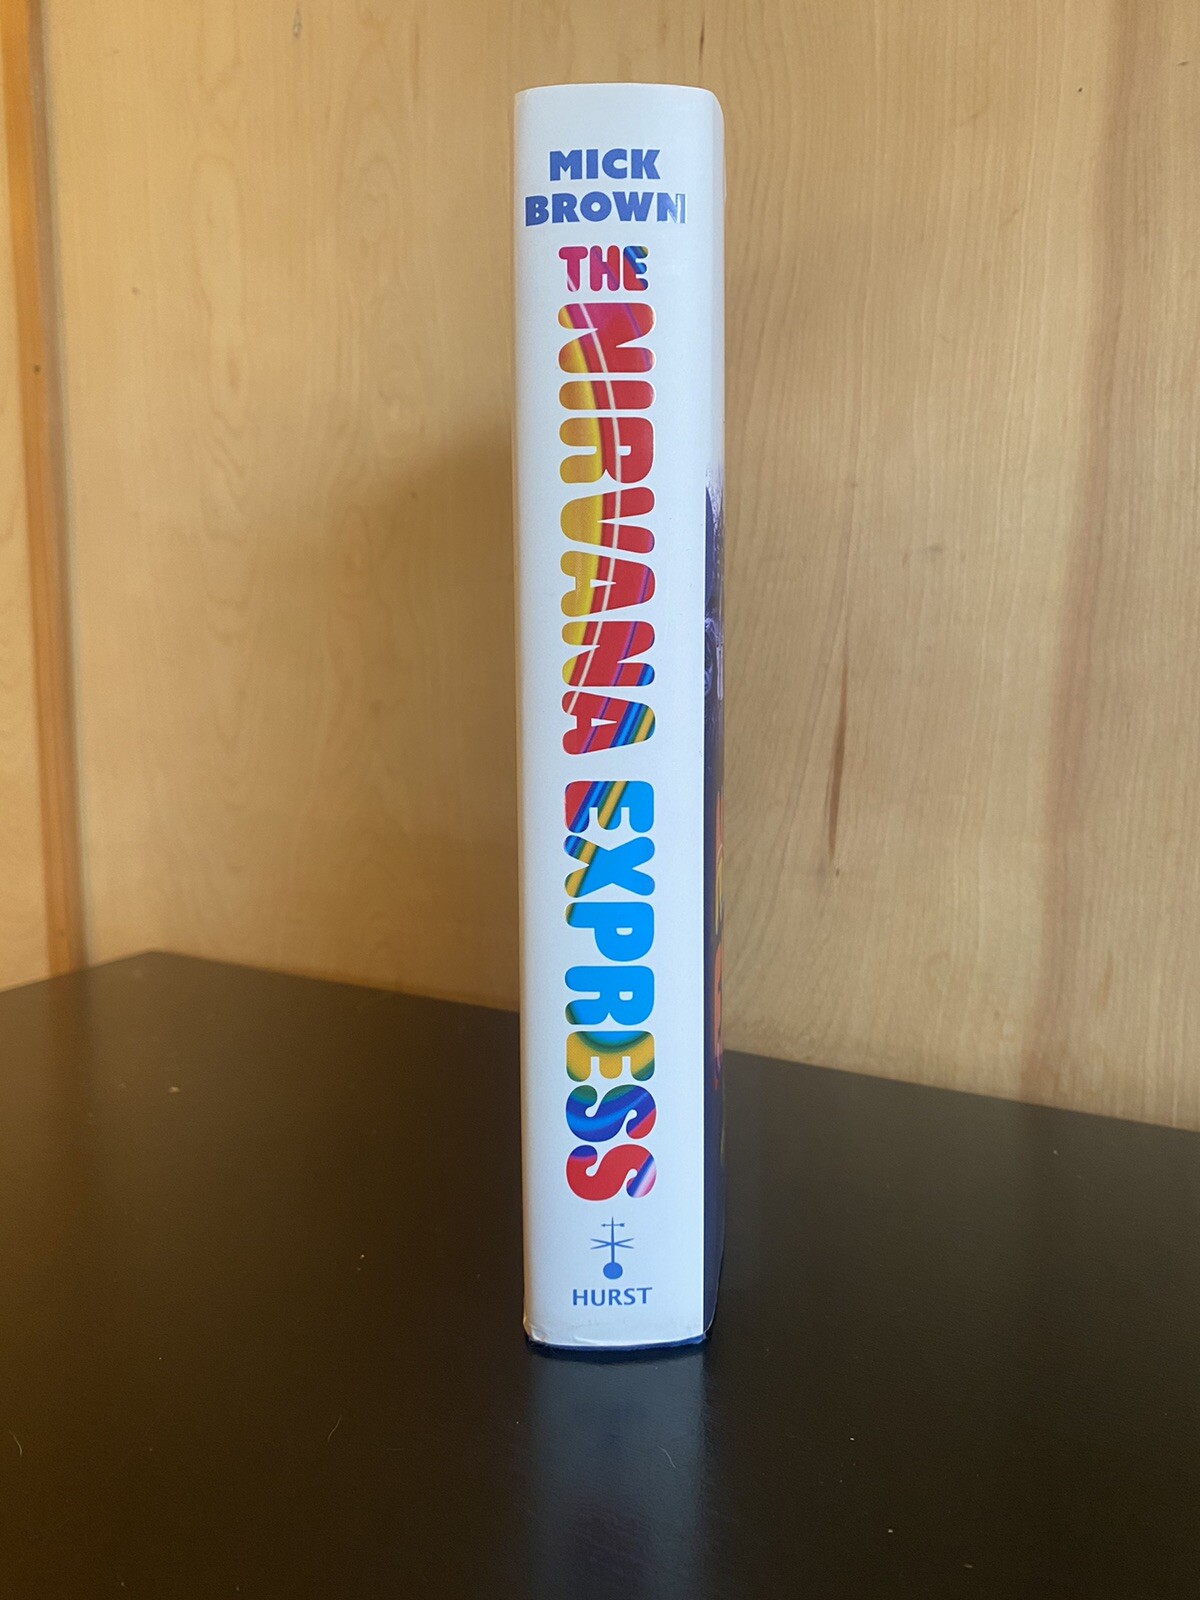 MICK
BROWN
THE
NIRVANA EXPRESS
HURST